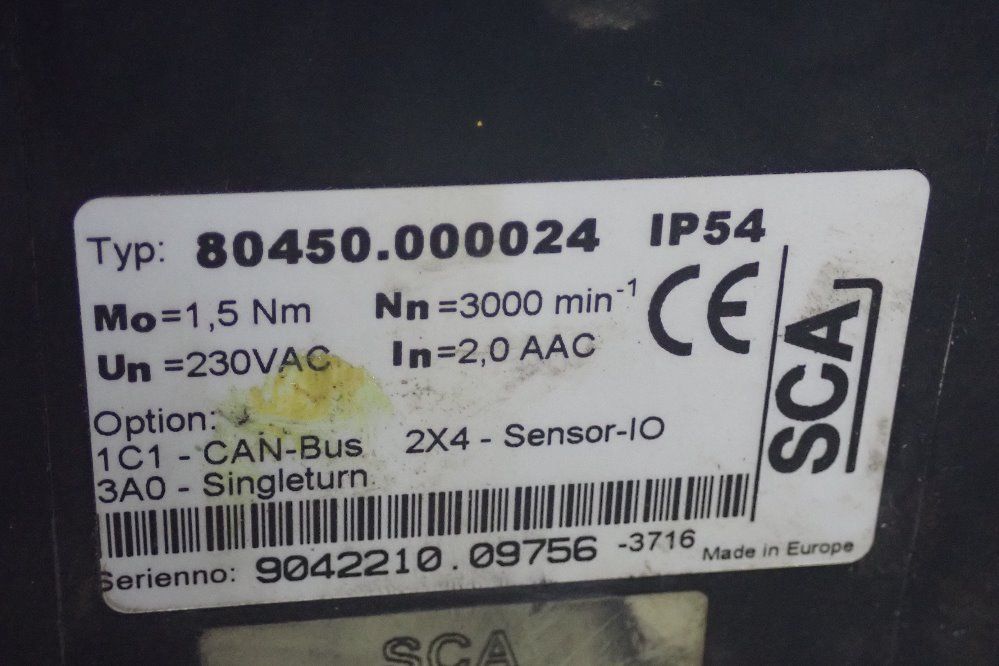 Typ: 80450.000024 IP54
Mo=1,5 Nm Nn=3000 min-1
Un=230VAC In=2,0 AAC
CE
Option:
1C1 - CAN-Bus 2X4 - Sensor-IO
3A0 - Singleturn
Serienno: 9042210.09756 -3716 Made in Europe
SCA
SCA